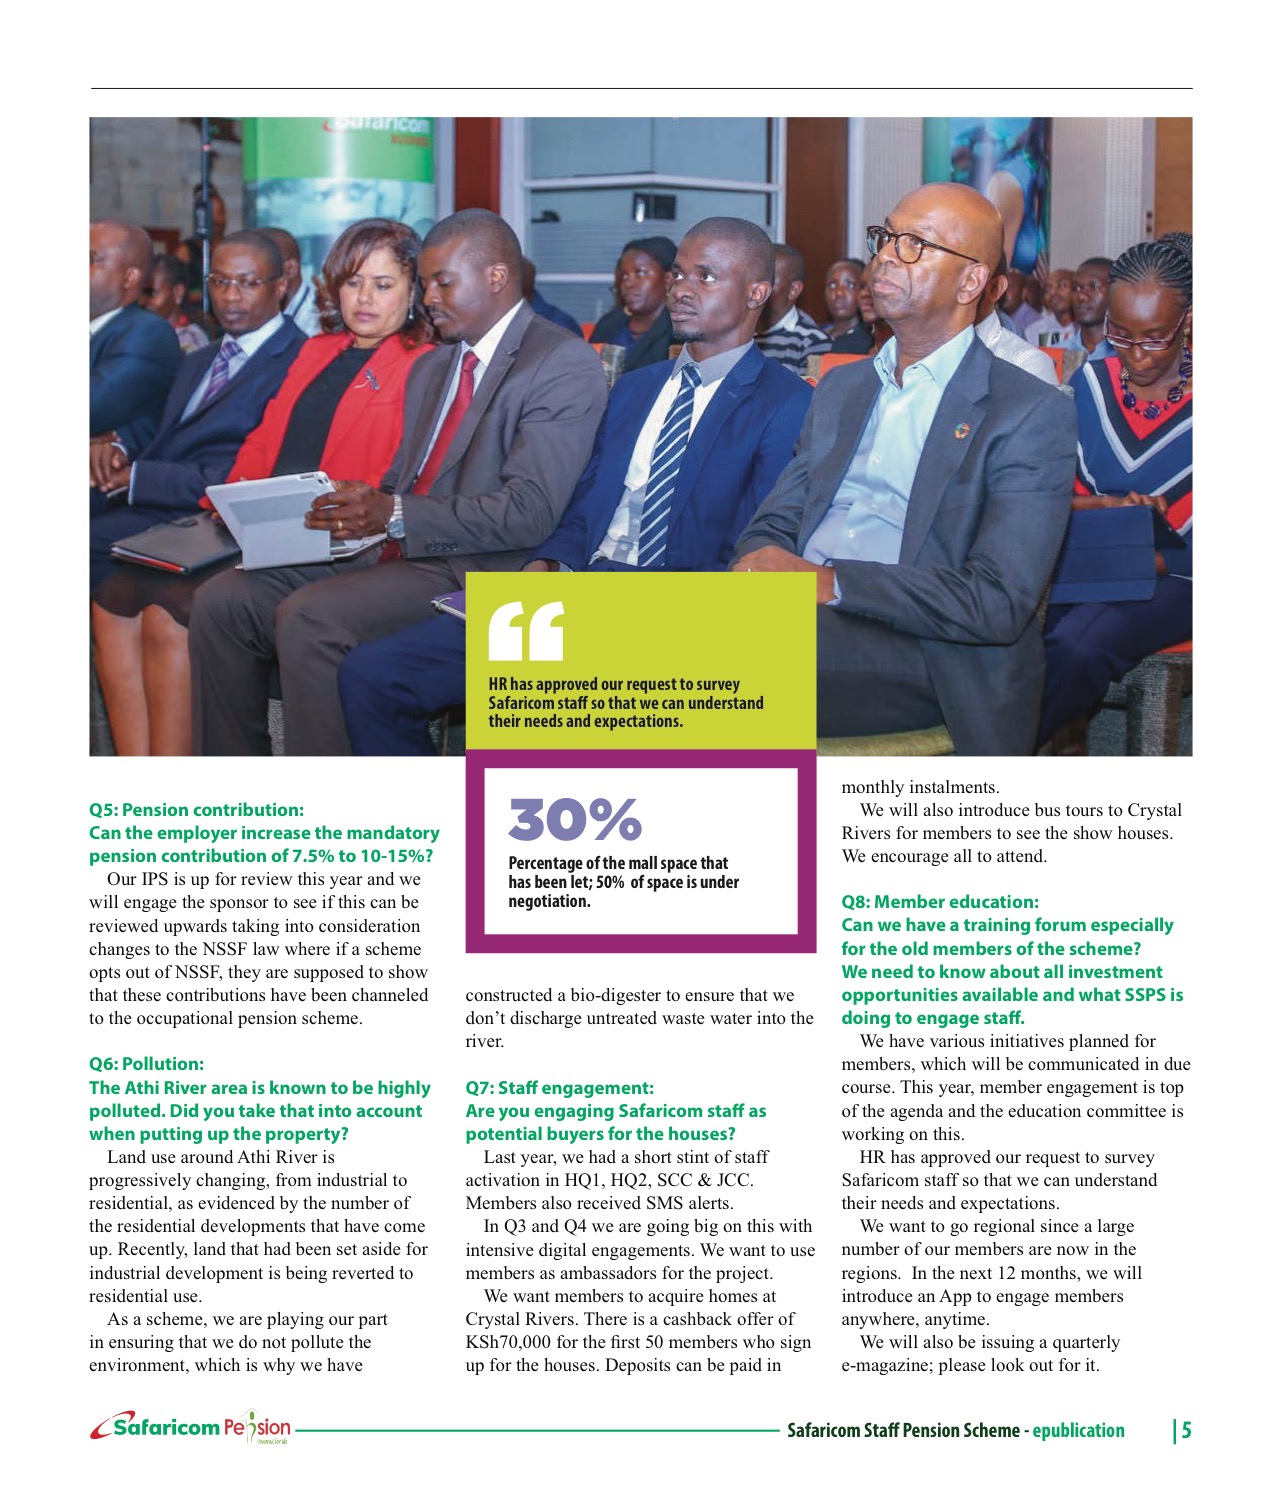 Safaricom
HR has approved our request to survey
Safaricom staff so that we can understand
their needs and expectations.
30%
Percentage of the mall space that
has been let; 50% of space is under
negotiation.
Q5: Pension contribution:
Can the employer increase the mandatory
pension contribution of 7.5% to 10-15%?
Our IPS is up for review this year and we
will engage the sponsor to see if this can be
reviewed upwards taking into consideration
changes to the NSSF law where if a scheme
opts out of NSSF, they are supposed to show
that these contributions have been channeled
to the occupational pension scheme.
Q6: Pollution:
The Athi River area is known to be highly
polluted. Did you take that into account
when putting up the property?
Land use around Athi River is
progressively changing, from industrial to
residential, as evidenced by the number of
the residential developments that have come
up. Recently, land that had been set aside for
industrial development is being reverted to
residential use.
As a scheme, we are playing our part
in ensuring that we do not pollute the
environment, which is why we have
constructed a bio-digester to ensure that we
don’t discharge untreated waste water into the
river.
Q7: Staff engagement:
Are you engaging Safaricom staff as
potential buyers for the houses?
Last year, we had a short stint of staff
activation in HQ1, HQ2, SCC & JCC.
Members also received SMS alerts.
In Q3 and Q4 we are going big on this with
intensive digital engagements. We want to use
members as ambassadors for the project.
We want members to acquire homes at
Crystal Rivers. There is a cashback offer of
KSh70,000 for the first 50 members who sign
up for the houses. Deposits can be paid in
monthly instalments.
We will also introduce bus tours to Crystal
Rivers for members to see the show houses.
We encourage all to attend.
Q8: Member education:
Can we have a training forum especially
for the old members of the scheme?
We need to know about all investment
opportunities available and what SSPS is
doing to engage staff.
We have various initiatives planned for
members, which will be communicated in due
course. This year, member engagement is top
of the agenda and the education committee is
working on this.
HR has approved our request to survey
Safaricom staff so that we can understand
their needs and expectations.
We want to go regional since a large
number of our members are now in the
regions.  In the next 12 months, we will
introduce an App to engage members
anywhere, anytime.
We will also be issuing a quarterly
e-magazine; please look out for it.
Safaricom Pension
Safaricom Staff Pension Scheme - epublication | 5